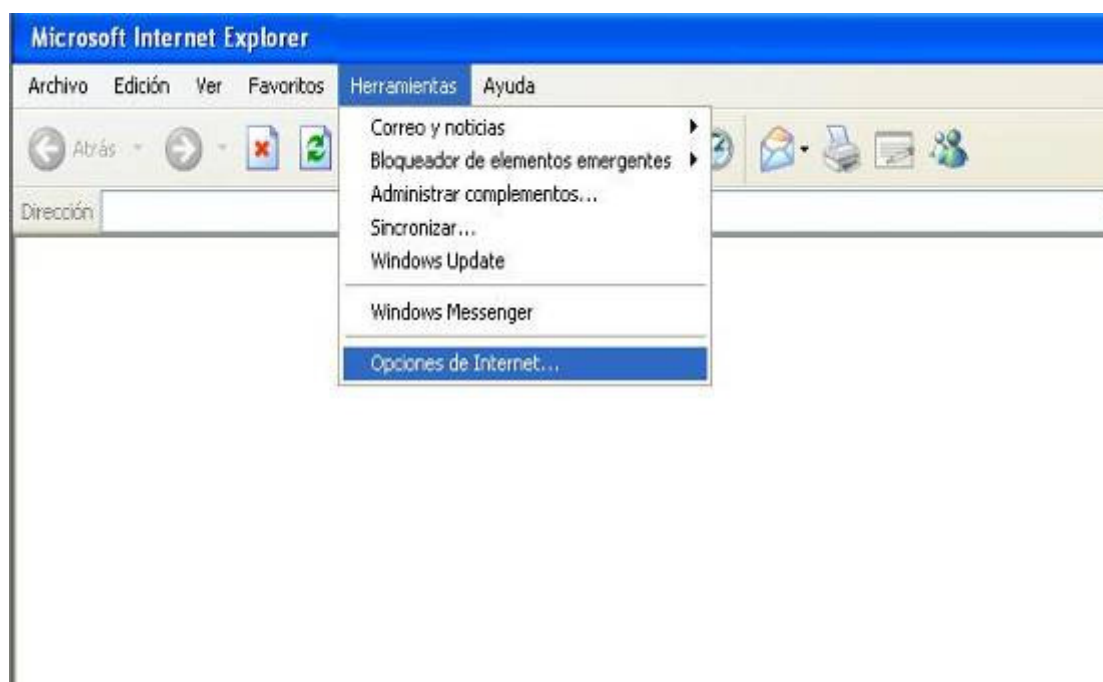 Microsoft Internet Explorer
Archivo Edición Ver Favoritos Herramientas Ayuda
Atrás
Dirección
Correo y noticias
Bloqueador de elementos emergentes
Administrar complementos...
Sincronizar...
Windows Update
Windows Messenger
Opciones de Internet...